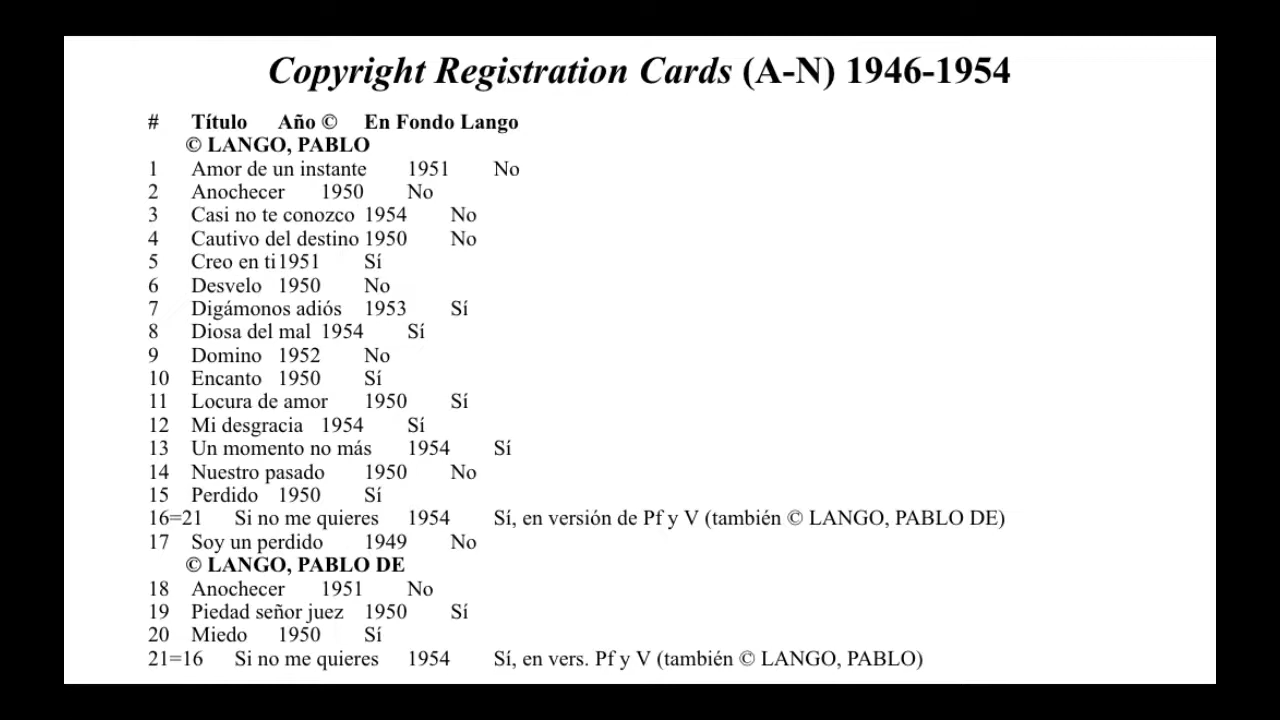 Copyright Registration Cards (A-N) 1946-1954
# Título Año © En Fondo Lango
© LANGO, PABLO
1 Amor de un instante 1951 No
2 Anochecer 1950 No
3 Casi no te conozco 1954 No
4 Cautivo del destino 1950 No
5 Creo en ti 1951 Sí
6 Desvelo 1950 No
7 Digámonos adiós 1953 Sí
8 Diosa del mal 1954 Sí
9 Domino 1952 No
10 Encanto 1950 Sí
11 Locura de amor 1950 Sí
12 Mi desgracia 1954 Sí
13 Un momento no más 1954 Sí
14 Nuestro pasado 1950 No
15 Perdido 1950 Sí
16=21 Si no me quieres 1954 Sí, en versión de Pf y V (también © LANGO, PABLO DE)
17 Soy un perdido 1949 No
© LANGO, PABLO DE
18 Anochecer 1951 No
19 Piedad señor juez 1950 Sí
20 Miedo 1950 Sí
21=16 Si no me quieres 1954 Sí, en vers. Pf y V (también © LANGO, PABLO)